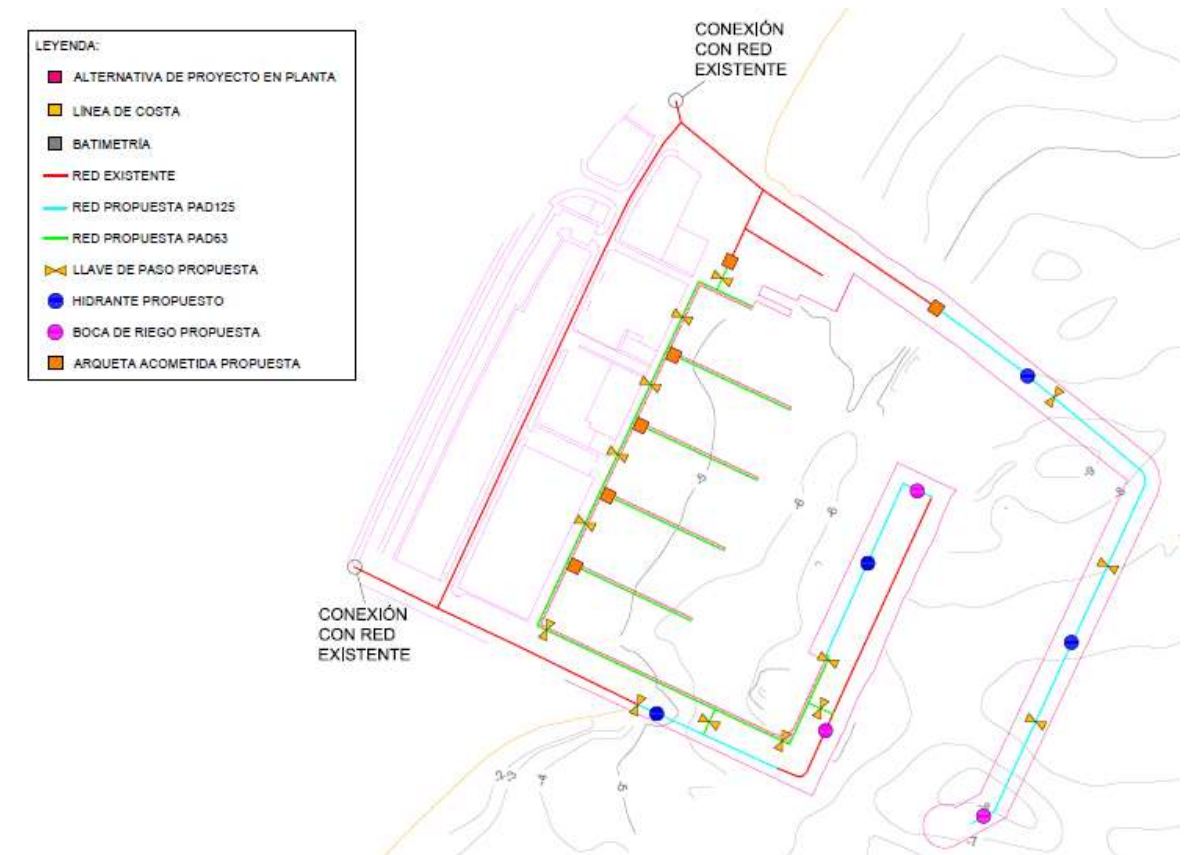 LEYENDA:
ALTERNATIVA DE PROYECTO EN PLANTA
LÍNEA DE COSTA
BATIMETRÍA
RED EXISTENTE
RED PROPUESTA PAD125
RED PROPUESTA PAD63
LLAVE DE PASO PROPUESTA
HIDRANTE PROPUESTO
BOCA DE RIEGO PROPUESTA
ARQUETA ACOMETIDA PROPUESTA
CONEXIÓN
CON RED
EXISTENTE
CONEXIÓN
CON RED
EXISTENTE